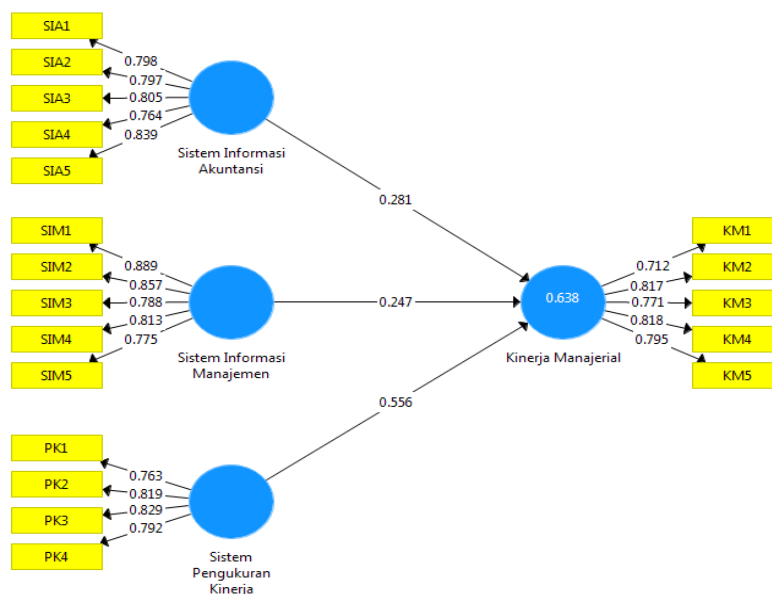 SIA1
SIA2
SIA3
SIA4
SIA5
0.798
0.797
0.805
0.764
0.839
Sistem Informasi
Akuntansi
0.281
SIM1
SIM2
SIM3
SIM4
SIM5
0.889
0.857
0.788
0.813
0.775
Sistem Informasi
Manajemen
0.247
PK1
PK2
PK3
PK4
0.763
0.819
0.829
0.792
Sistem
Pengukuran
Kinerja
0.556
0.638
Kinerja Manajerial
0.712
0.817
0.771
0.818
0.795
KM1
KM2
KM3
KM4
KM5